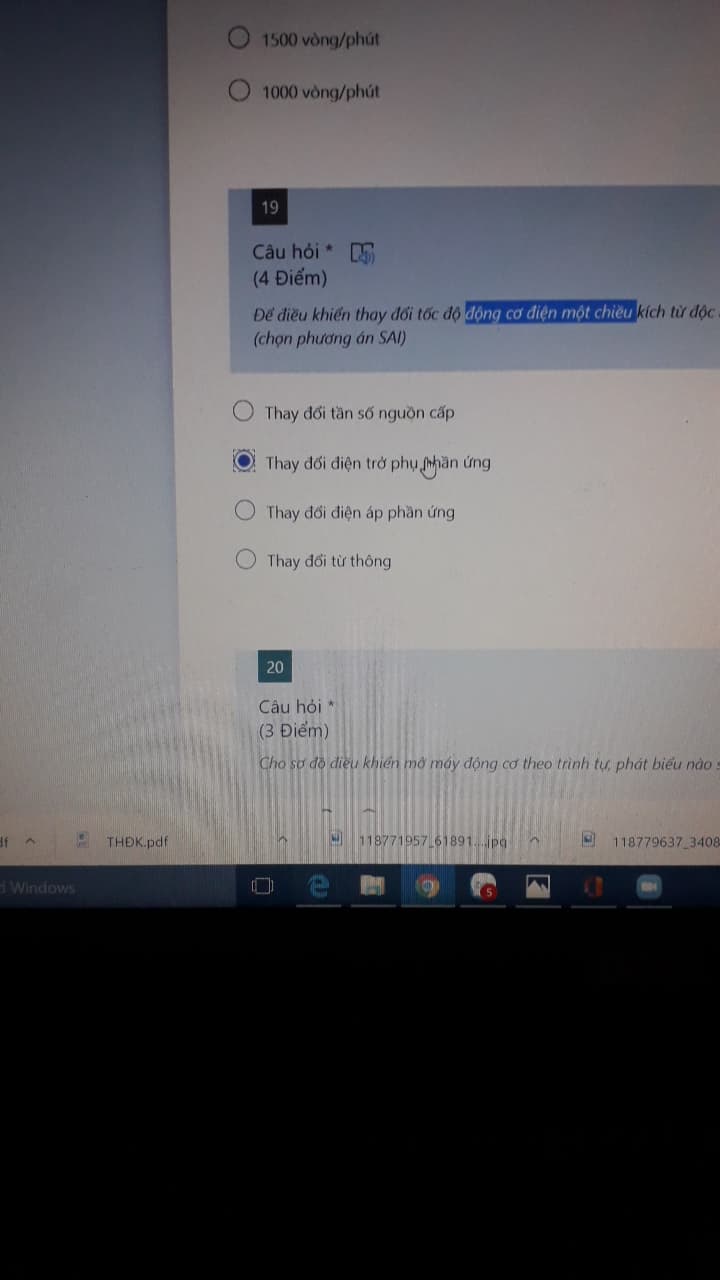 1500 vòng/phút
1000 vòng/phút
19
Câu hỏi *
(4 Điểm)
Để điều khiển thay đổi tốc độ động cơ điện một chiều kích từ độc
(chọn phương án SAI)
Thay đổi tần số nguồn cấp
Thay đổi điện trở phụ phần ứng
Thay đổi điện áp phần ứng
Thay đổi từ thông
20
Câu hỏi *
(3 Điểm)
Cho sơ đồ điều khiển mở máy động cơ theo trình tự, phát biểu nào
THĐK.pdf
118771957_61891....jpg
118779637_3408
Windows
5